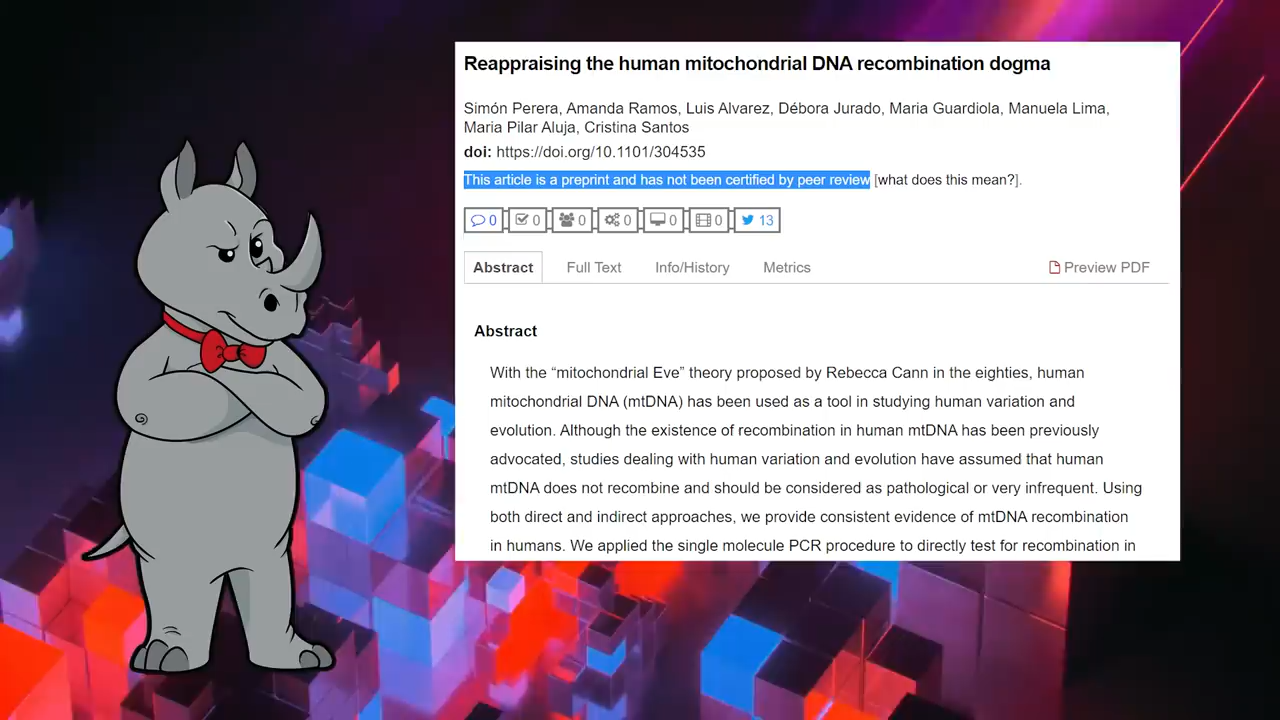 Reappraising the human mitochondrial DNA recombination dogma
Simón Perera, Amanda Ramos, Luis Alvarez, Débora Jurado, Maria Guardiola, Manuela Lima,
Maria Pilar Aluja, Cristina Santos
doi: https://doi.org/10.1101/304535
This article is a preprint and has not been certified by peer review [what does this mean?].
0 0 0 0 0 0 13
Abstract Full Text Info/History Metrics Preview PDF
Abstract
With the “mitochondrial Eve” theory proposed by Rebecca Cann in the eighties, human
mitochondrial DNA (mtDNA) has been used as a tool in studying human variation and
evolution. Although the existence of recombination in human mtDNA has been previously
advocated, studies dealing with human variation and evolution have assumed that human
mtDNA does not recombine and should be considered as pathological or very infrequent. Using
both direct and indirect approaches, we provide consistent evidence of mtDNA recombination
in humans. We applied the single molecule PCR procedure to directly test for recombination in